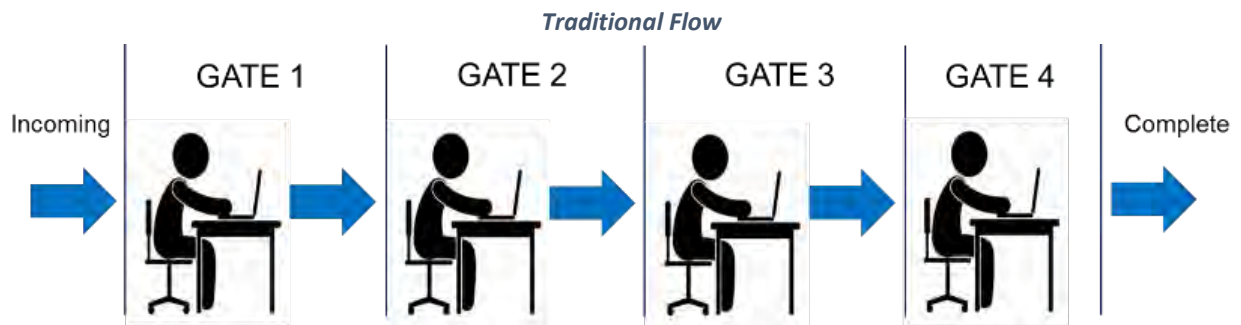 Traditional Flow
GATE 1
GATE 2
GATE 3
GATE 4
Incoming
Complete